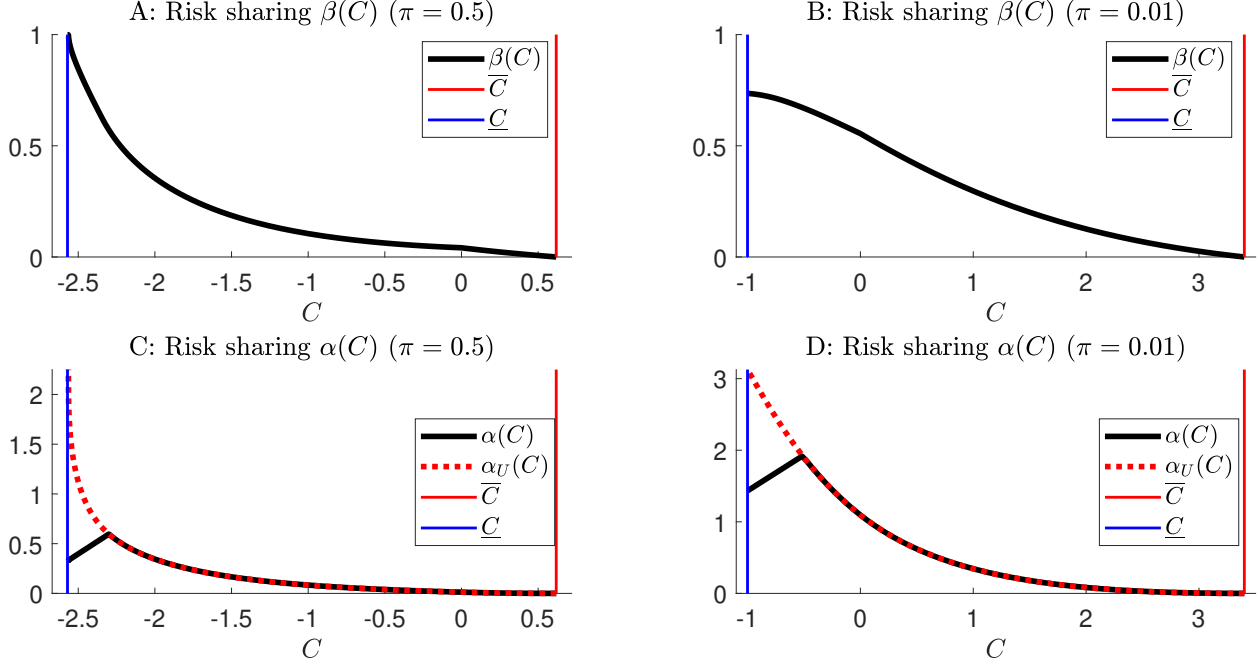 A: Risk sharing β(C) (π = 0.5)
1
0.5
0
-2.5 -2 -1.5 -1 -0.5 0 0.5
C
β(C)
C̅
C̲
B: Risk sharing β(C) (π = 0.01)
1
0.5
0
-1 0 1 2 3
C
β(C)
C̅
C̲
C: Risk sharing α(C) (π = 0.5)
2
1.5
1
0.5
0
-2.5 -2 -1.5 -1 -0.5 0 0.5
C
α(C)
α_U(C)
C̅
C̲
D: Risk sharing α(C) (π = 0.01)
3
2
1
0
-1 0 1 2 3
C
α(C)
α_U(C)
C̅
C̲